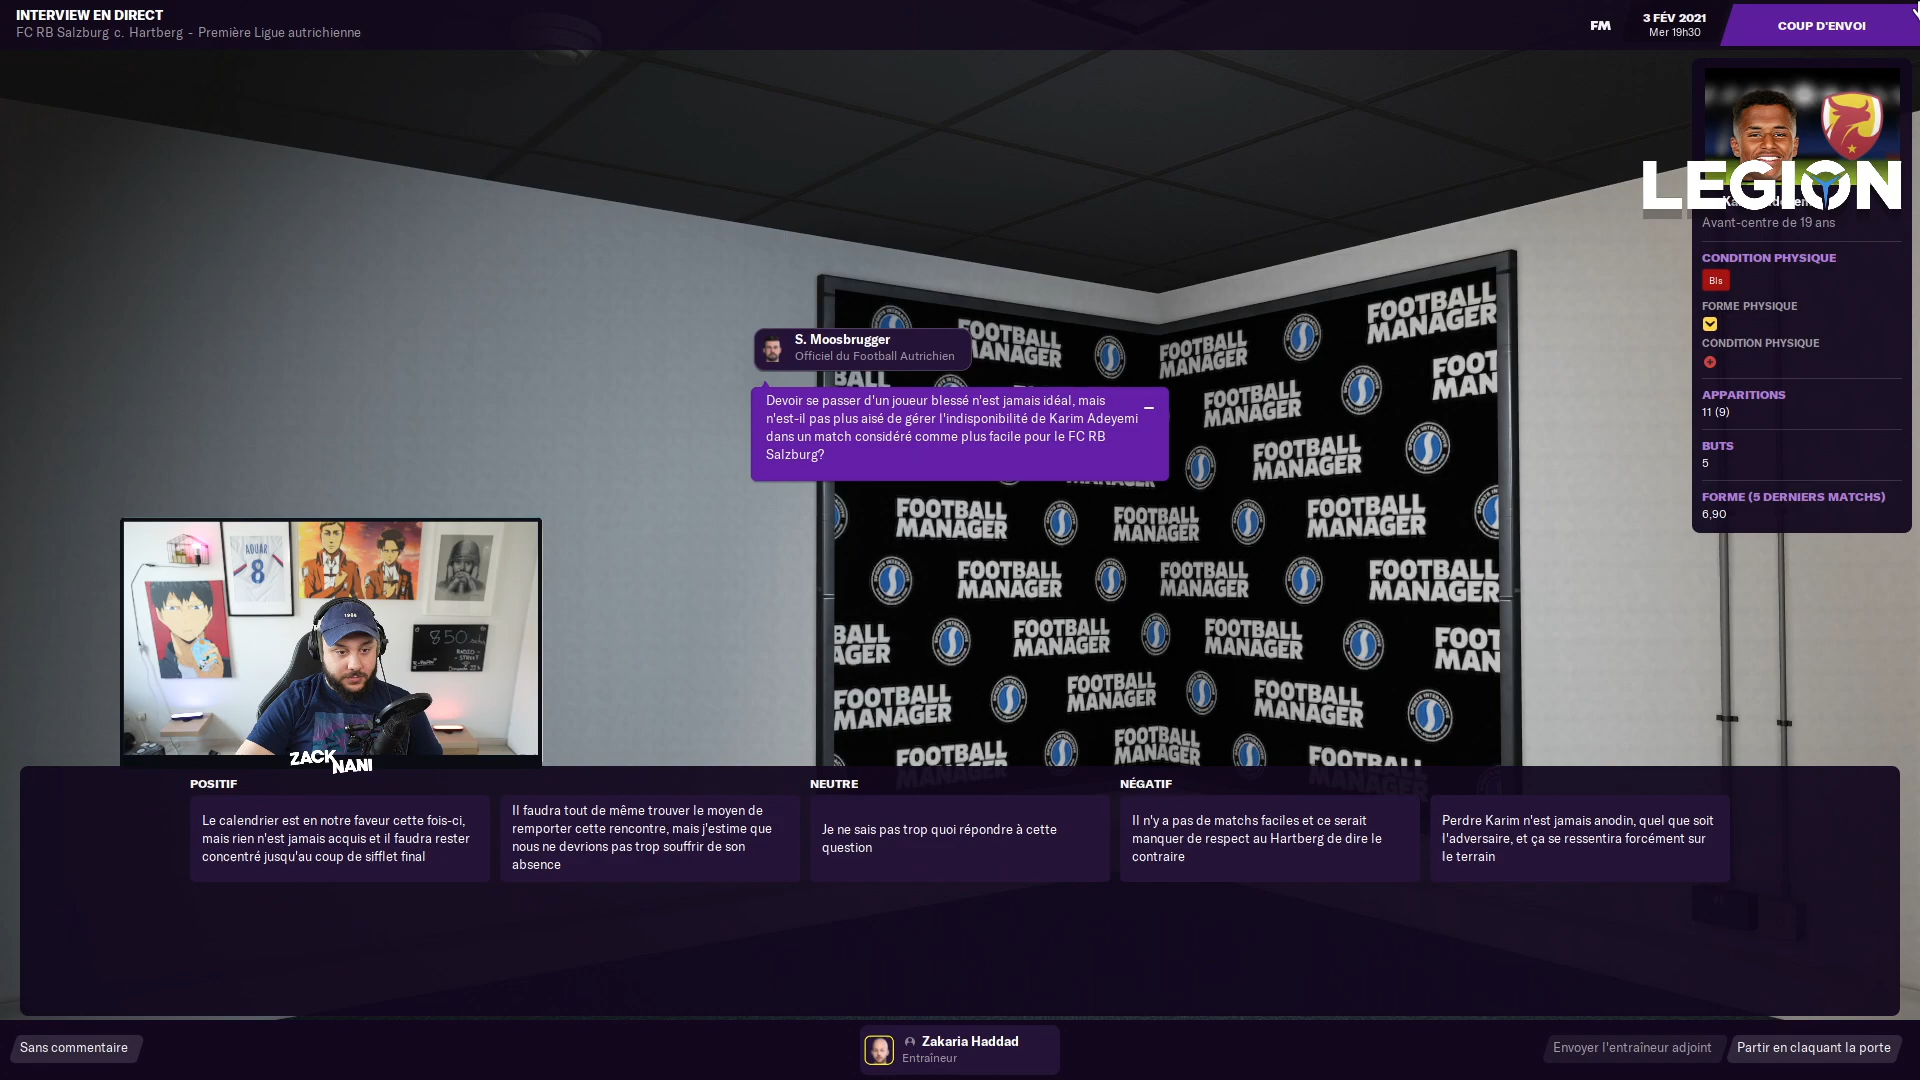 INTERVIEW EN DIRECT
FC RB Salzburg c. Hartberg - Première Ligue autrichienne
FM
3 FÉV 2021
Mer 19h30
COUP D'ENVOI
LEGION
Avant-centre de 19 ans
CONDITION PHYSIQUE
Bls
FORME PHYSIQUE
CONDITION PHYSIQUE
APPARITIONS
11 (9)
BUTS
5
FORME (5 DERNIERS MATCHS)
6,90
S. Moosbrugger
Officiel du Football Autrichien
Devoir se passer d'un joueur blessé n'est jamais idéal, mais
n'est-il pas plus aisé de gérer l'indisponibilité de Karim Adeyemi
dans un match considéré comme plus facile pour le FC RB
Salzburg?
FOOTBALL MANAGER
AOUAR
8
850
RADIO -
- STREET
1986
ZACK
NANI
POSITIF
Le calendrier est en notre faveur cette fois-ci,
mais rien n'est jamais acquis et il faudra rester
concentré jusqu'au coup de sifflet final
Il faudra tout de même trouver le moyen de
remporter cette rencontre, mais j'estime que
nous ne devrions pas trop souffrir de son
absence
NEUTRE
Je ne sais pas trop quoi répondre à cette
question
NÉGATIF
Il n'y a pas de matchs faciles et ce serait
manquer de respect au Hartberg de dire le
contraire
Perdre Karim n'est jamais anodin, quel que soit
l'adversaire, et ça se ressentira forcément sur
le terrain
Sans commentaire
Zakaria Haddad
Entraîneur
Envoyer l'entraîneur adjoint
Partir en claquant la porte